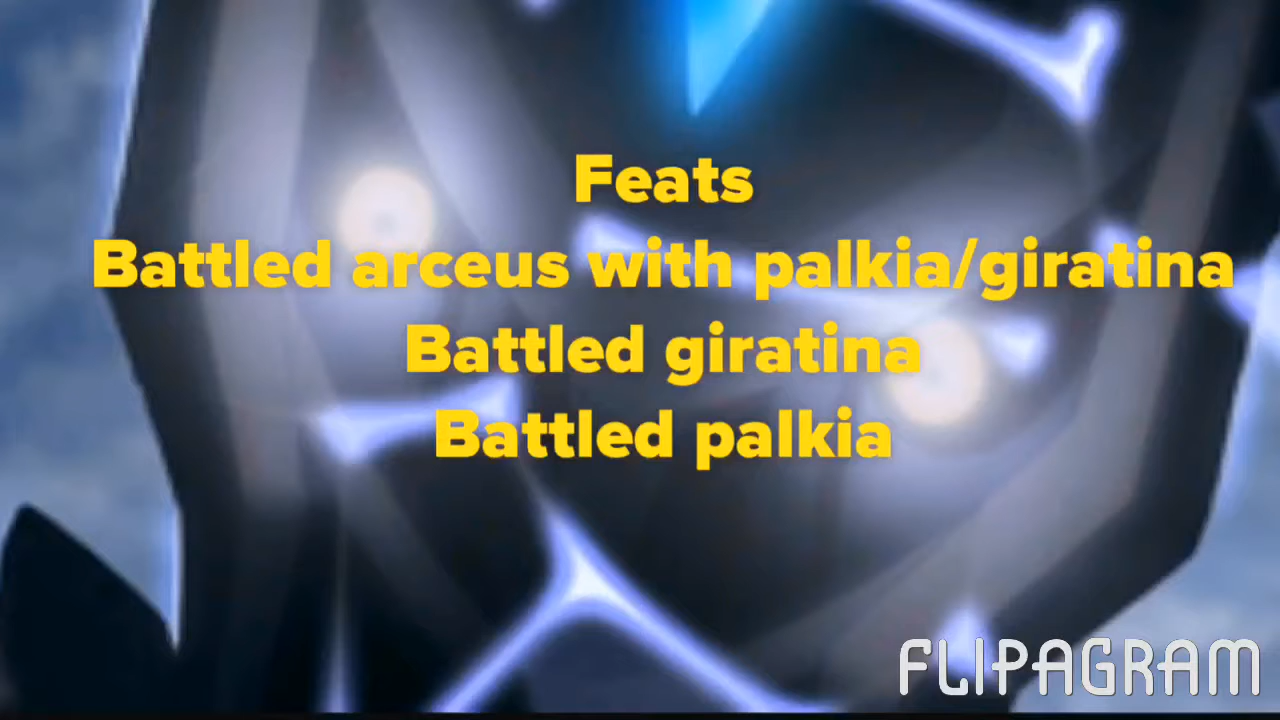 Feats
Battled arceus with palkia/giratina
Battled giratina
Battled palkia
FLIPAGRAM